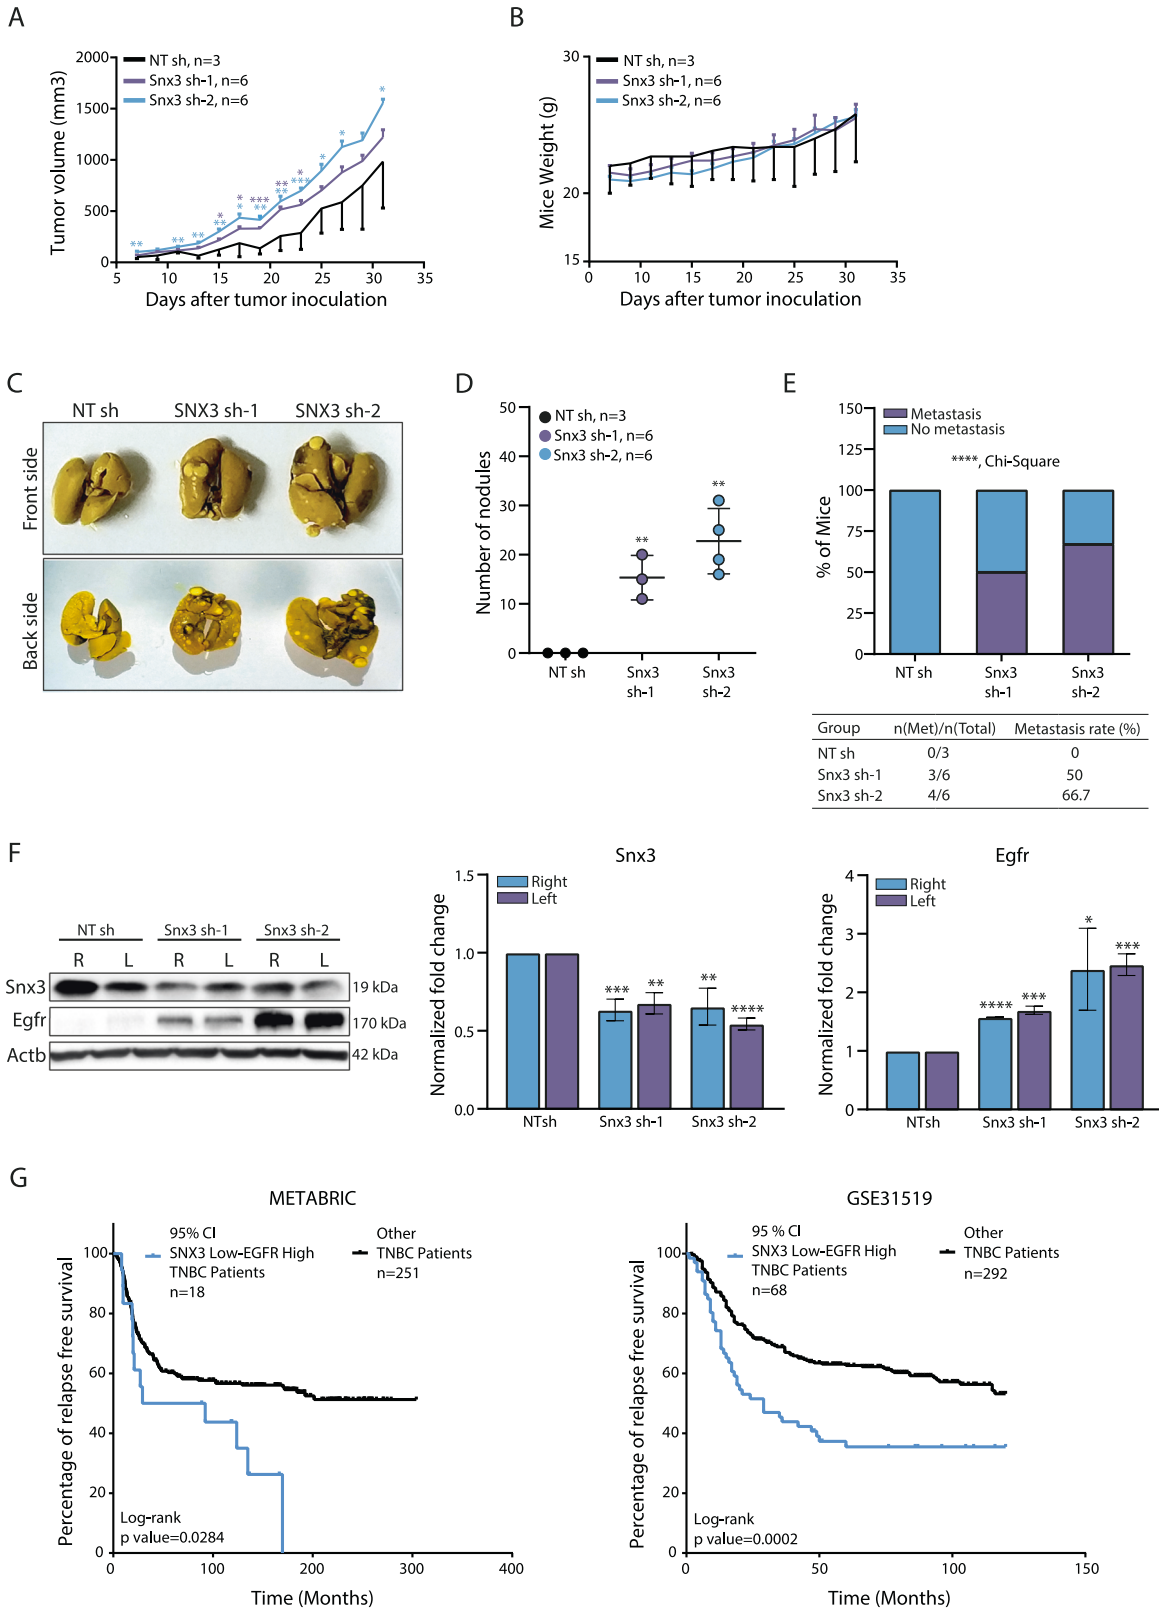 A
Tumor volume (mm3)
2000
1500
1000
500
0
NT sh, n=3
Snx3 sh-1, n=6
Snx3 sh-2, n=6
** ** ** * ** * * *** ** ** ** * *** * * *
5 10 15 20 25 30 35
Days after tumor inoculation
B
Mice Weight (g)
30
25
20
15
NT sh, n=3
Snx3 sh-1, n=6
Snx3 sh-2, n=6
0 5 10 15 20 25 30 35
Days after tumor inoculation
C
NT sh SNX3 sh-1 SNX3 sh-2
Front side
Back side
D
Number of nodules
50
40
30
20
10
0
NT sh, n=3
Snx3 sh-1, n=6
Snx3 sh-2, n=6
** **
NT sh Snx3 Snx3
sh-1 sh-2
E
% of Mice
150
125
100
75
50
25
0
Metastasis
No metastasis
****, Chi-Square
NT sh Snx3 Snx3
sh-1 sh-2
Group n(Met)/n(Total) Metastasis rate (%)
NT sh 0/3 0
Snx3 sh-1 3/6 50
Snx3 sh-2 4/6 66.7
F
NT sh Snx3 sh-1 Snx3 sh-2
R L R L R L
Snx3 19 kDa
Egfr 170 kDa
Actb 42 kDa
Snx3
Normalized fold change
1.5
1.0
0.5
0.0
Right
Left
*** ** ** ****
NTsh Snx3 sh-1 Snx3 sh-2
Egfr
Normalized fold change
4
3
2
1
0
Right
Left
**** *** * ***
NTsh Snx3 sh-1 Snx3 sh-2
G
METABRIC
Percentage of relapse free survival
100
80
60
40
20
0
95% CI
SNX3 Low-EGFR High
TNBC Patients
n=18
Other
TNBC Patients
n=251
Log-rank
p value=0.0284
0 100 200 300 400
Time (Months)
GSE31519
Percentage of relapse free survival
100
80
60
40
20
0
95 % CI
SNX3 Low-EGFR High
TNBC Patients
n=68
Other
TNBC Patients
n=292
Log-rank
p value=0.0002
0 50 100 150
Time (Months)